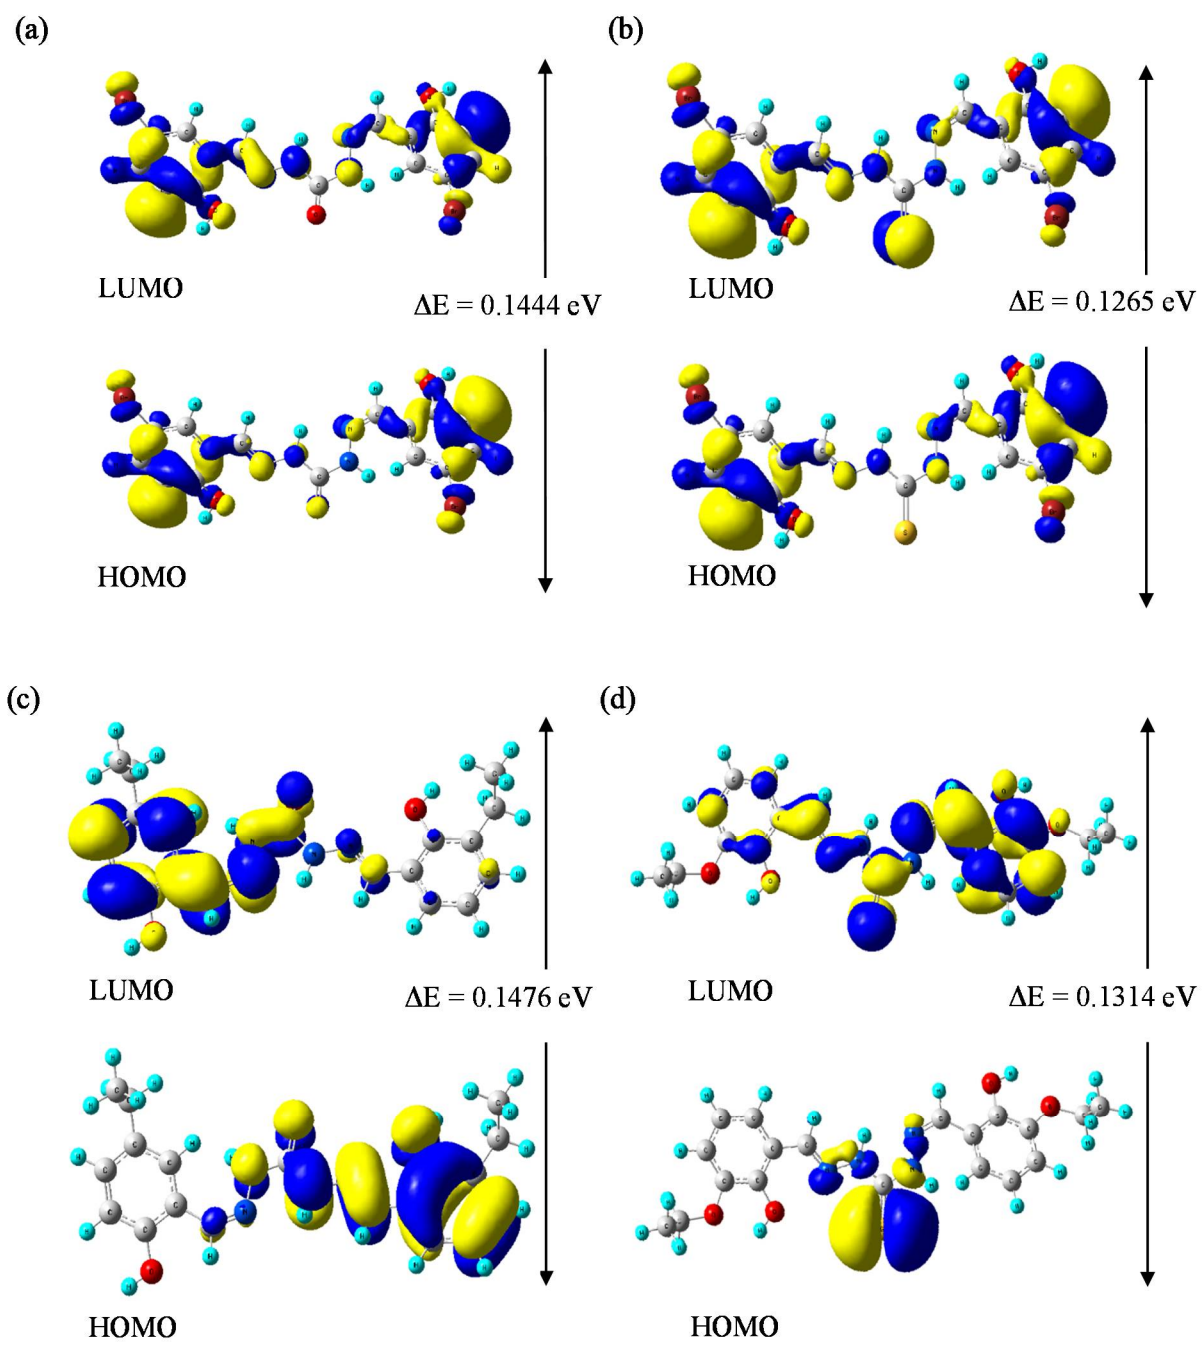 (a)
(b)
LUMO
LUMO
ΔE = 0.1444 eV
ΔE = 0.1265 eV
HOMO
HOMO
(c)
(d)
LUMO
LUMO
ΔE = 0.1476 eV
ΔE = 0.1314 eV
HOMO
HOMO